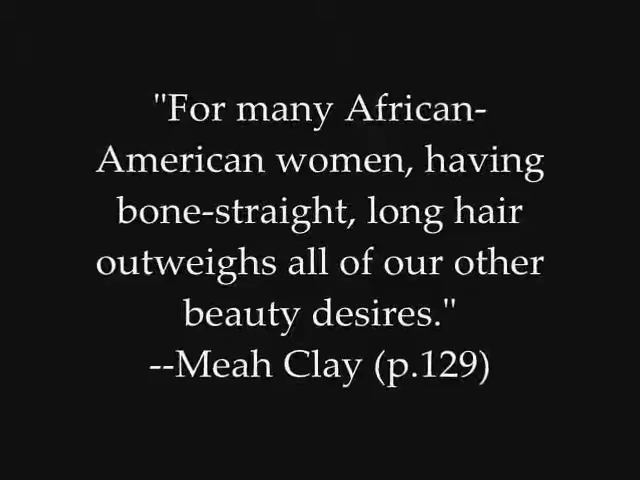 "For many African-
American women, having
bone-straight, long hair
outweighs all of our other
beauty desires."
--Meah Clay (p.129)